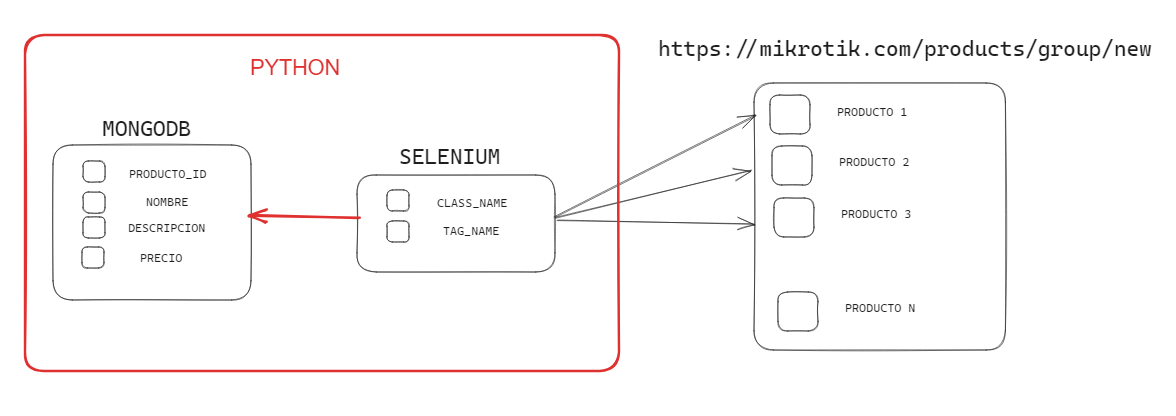 PYTHON
https://mikrotik.com/products/group/new
MONGODB
PRODUCTO_ID
NOMBRE
DESCRIPCION
PRECIO
SELENIUM
CLASS_NAME
TAG_NAME
PRODUCTO 1
PRODUCTO 2
PRODUCTO 3
PRODUCTO N